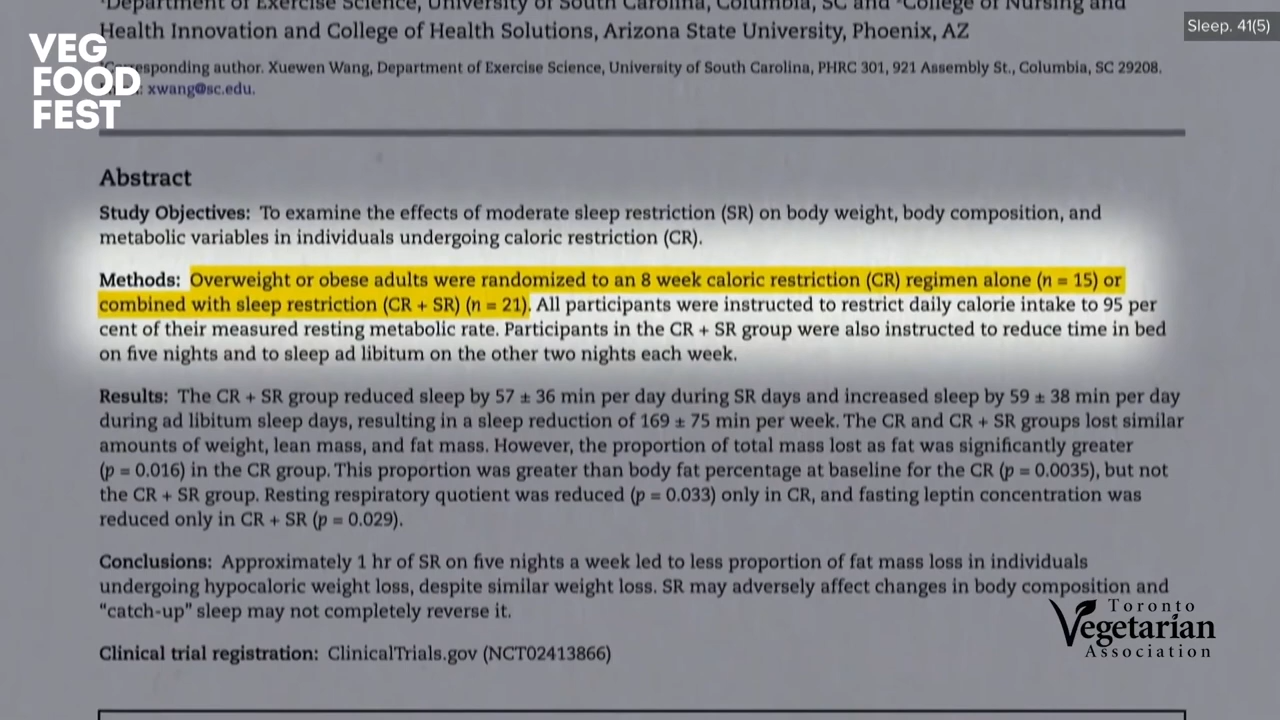 Department of Exercise Science, University of South Carolina, Columbia, SC and College of Nursing and
Health Innovation and College of Health Solutions, Arizona State University, Phoenix, AZ
Sleep. 41(5)
VEG
FOOD
FEST
author. Xuewen Wang, Department of Exercise Science, University of South Carolina, PHRC 301, 921 Assembly St., Columbia, SC 29208.
xwang@sc.edu.
Abstract
Study Objectives: To examine the effects of moderate sleep restriction (SR) on body weight, body composition, and
metabolic variables in individuals undergoing caloric restriction (CR).
Methods: Overweight or obese adults were randomized to an 8 week caloric restriction (CR) regimen alone (n = 15) or
combined with sleep restriction (CR + SR) (n = 21). All participants were instructed to restrict daily calorie intake to 95 per
cent of their measured resting metabolic rate. Participants in the CR + SR group were also instructed to reduce time in bed
on five nights and to sleep ad libitum on the other two nights each week.
Results: The CR + SR group reduced sleep by 57 ± 36 min per day during SR days and increased sleep by 59 ± 38 min per day
during ad libitum sleep days, resulting in a sleep reduction of 169 ± 75 min per week. The CR and CR + SR groups lost similar
amounts of weight, lean mass, and fat mass. However, the proportion of total mass lost as fat was significantly greater
(p = 0.016) in the CR group. This proportion was greater than body fat percentage at baseline for the CR (p = 0.0035), but not
the CR + SR group. Resting respiratory quotient was reduced (p = 0.033) only in CR, and fasting leptin concentration was
reduced only in CR + SR (p = 0.029).
Conclusions: Approximately 1 hr of SR on five nights a week led to less proportion of fat mass loss in individuals
undergoing hypocaloric weight loss, despite similar weight loss. SR may adversely affect changes in body composition and
"catch-up" sleep may not completely reverse it.
Toronto
Vegetarian
Association
Clinical trial registration: ClinicalTrials.gov (NCT02413866)